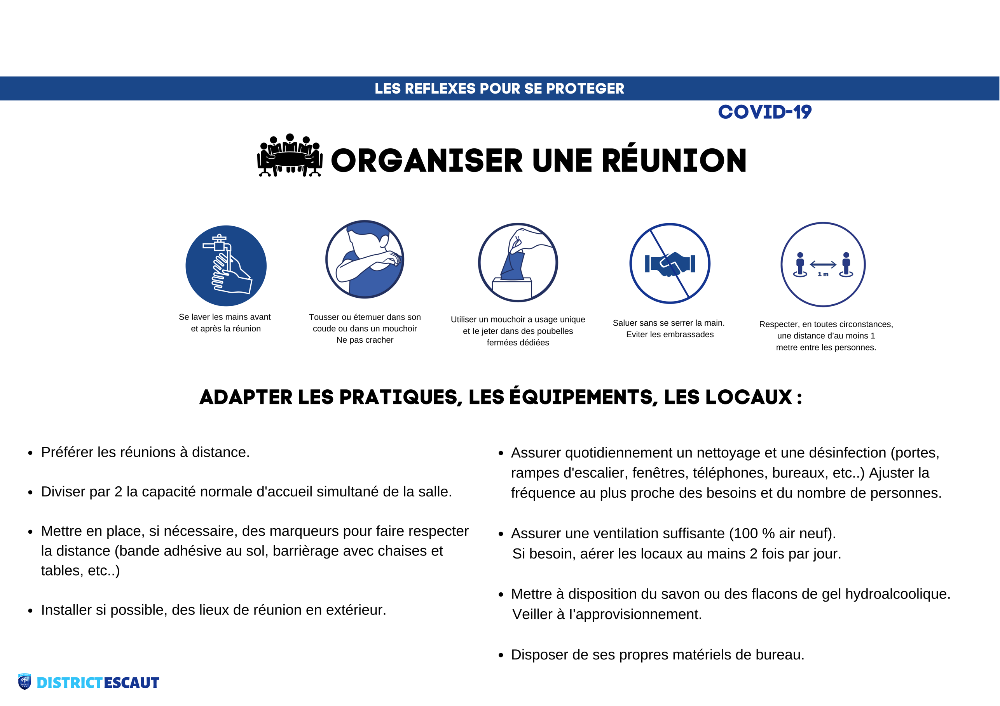 LES REFLEXES POUR SE PROTEGER
COVID-19
ORGANISER UNE RÉUNION
1 m
Se laver les mains avant
et après la réunion
Tousser ou étemuer dans son
coude ou dans un mouchoir
Ne pas cracher
Utiliser un mouchoir a usage unique
et Ie jeter dans des poubelles
fermées dédiées
Saluer sans se serrer la main.
Eviter les embrassades
Respecter, en toutes circonstances,
une distance d’au moins 1
metre entre les personnes.
ADAPTER LES PRATIQUES, LES ÉQUIPEMENTS, LES LOCAUX :
• Préférer les réunions à distance.
• Diviser par 2 la capacité normale d'accueil simultané de la salle.
• Mettre en place, si nécessaire, des marqueurs pour faire respecter
la distance (bande adhésive au sol, barrièrage avec chaises et
tables, etc..)
• Installer si possible, des lieux de réunion en extérieur.
• Assurer quotidiennement un nettoyage et une désinfection (portes,
rampes d'escalier, fenêtres, téléphones, bureaux, etc..) Ajuster la
fréquence au plus proche des besoins et du nombre de personnes.
• Assurer une ventilation suffisante (100 % air neuf).
Si besoin, aérer les locaux au mains 2 fois par jour.
• Mettre à disposition du savon ou des flacons de gel hydroalcoolique.
Veiller à I'approvisionnement.
• Disposer de ses propres matériels de bureau.
DISTRICTESCAUT